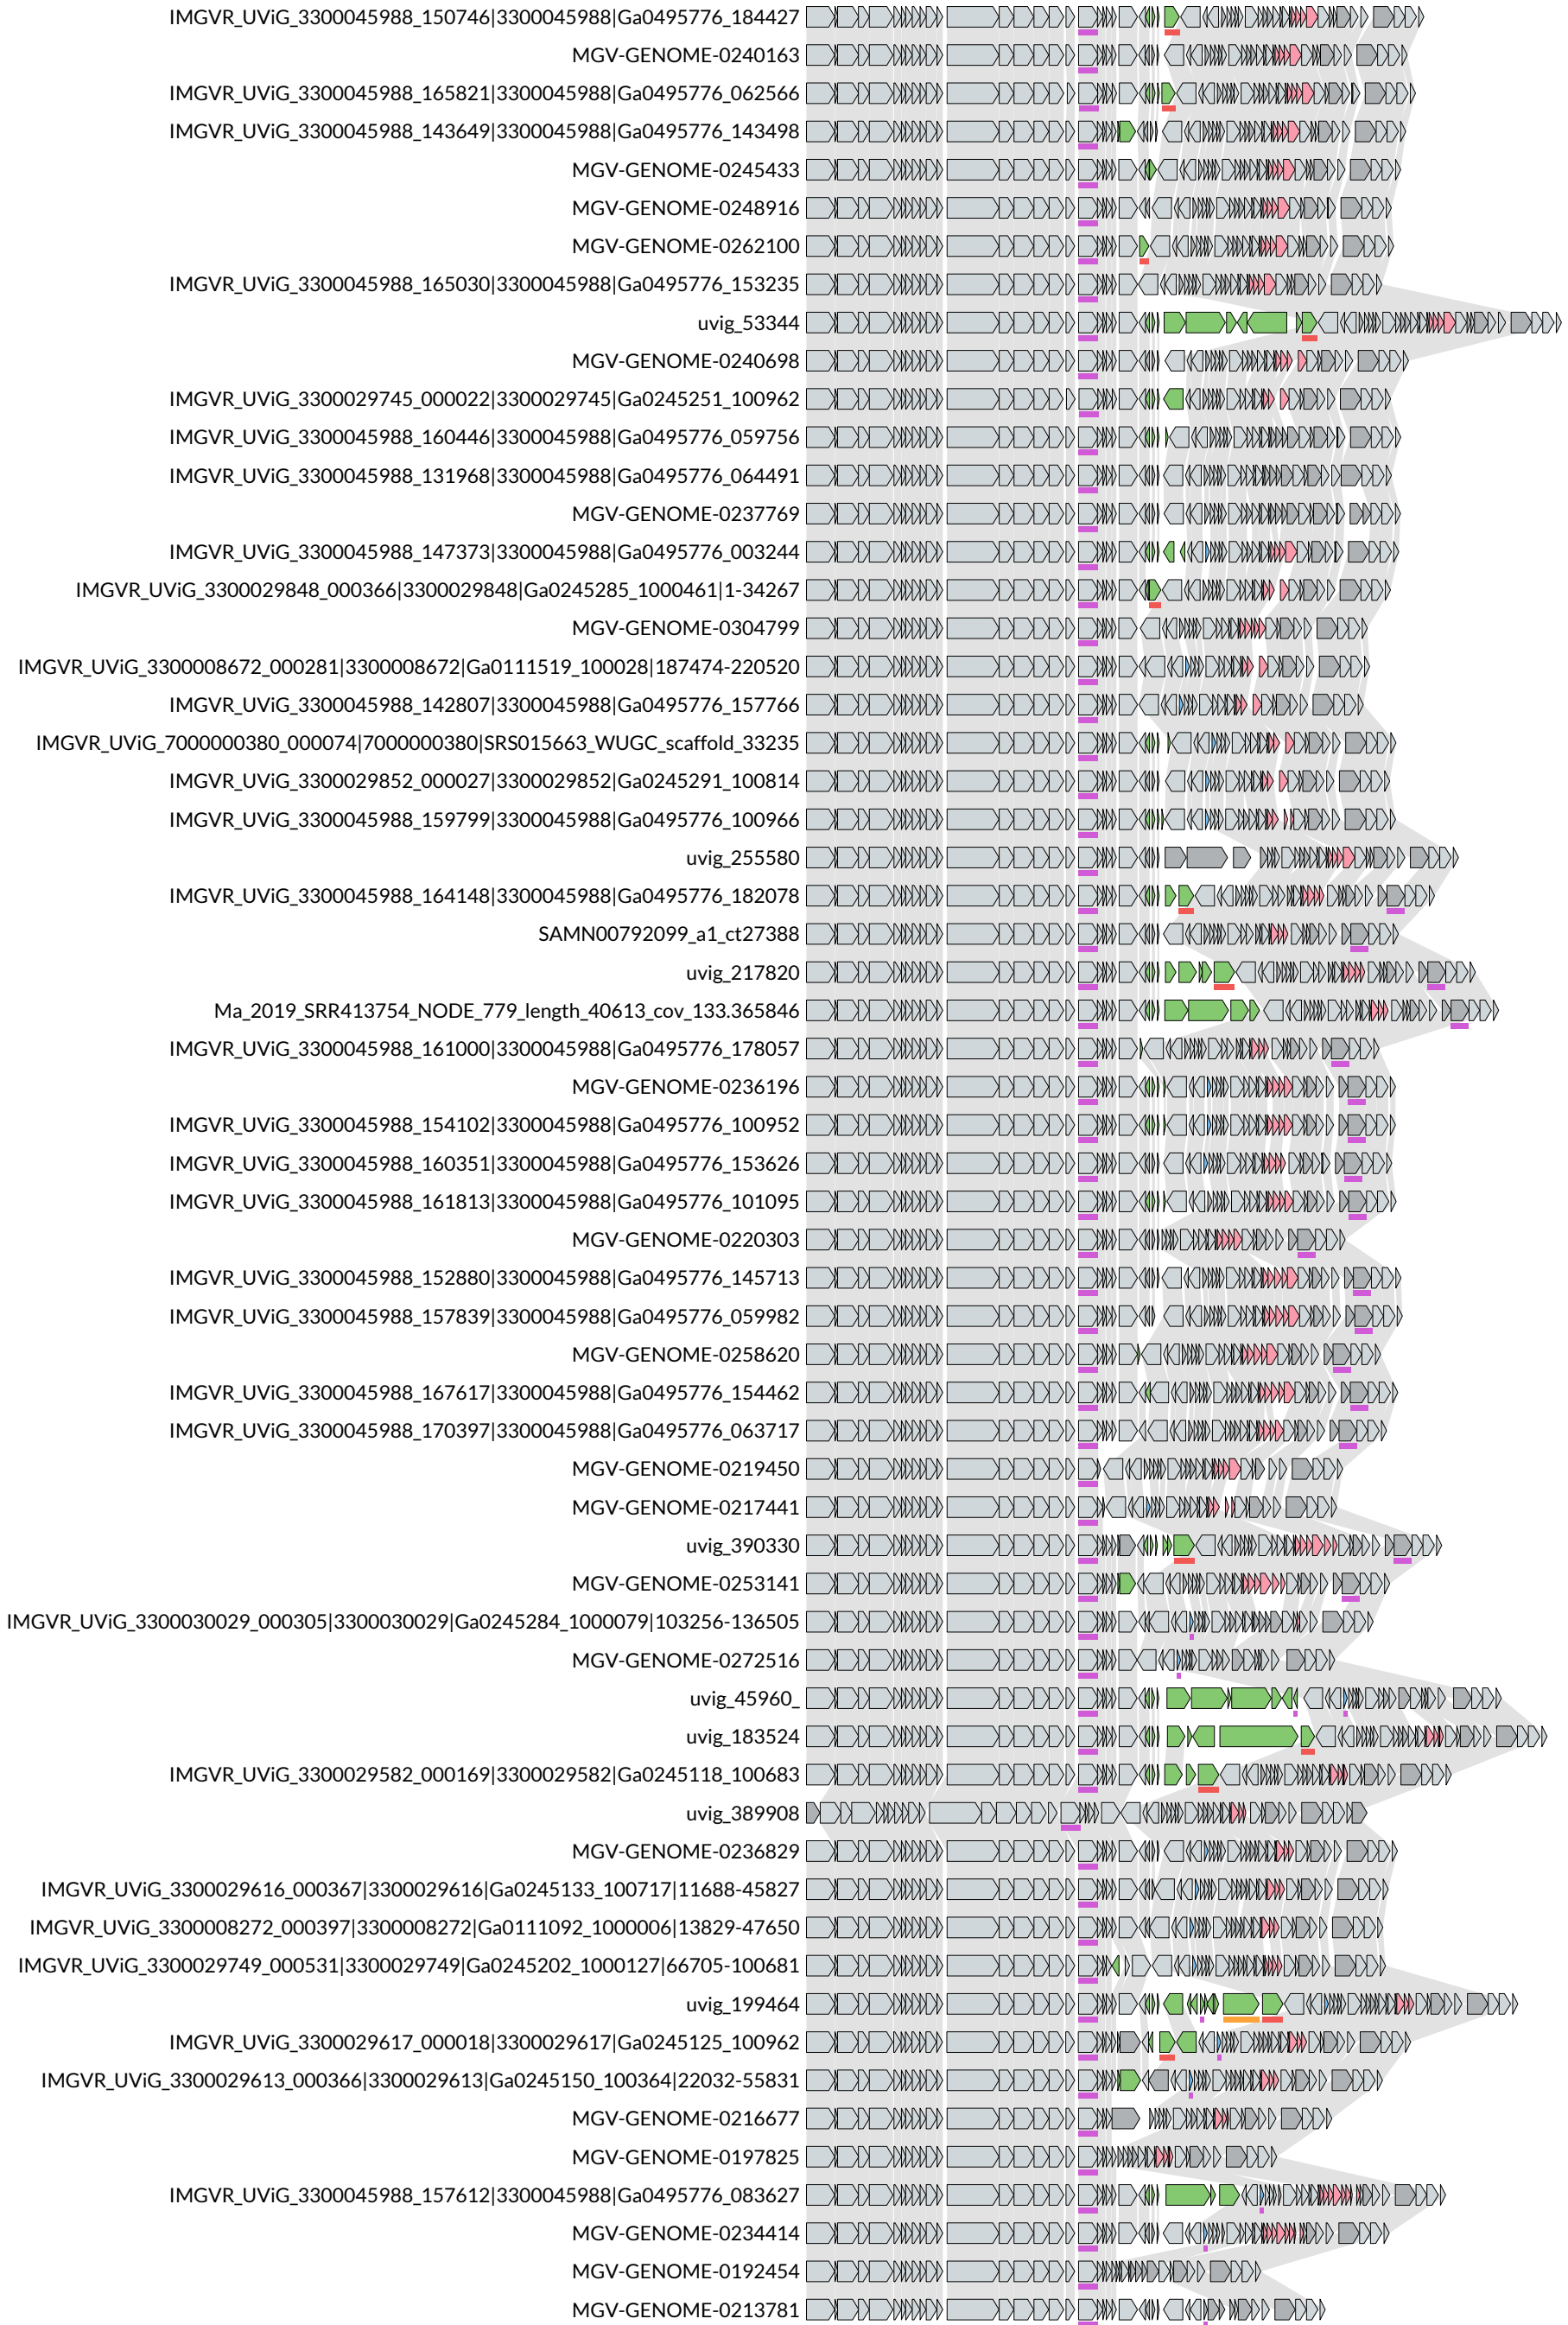 IMGVR_UViG_3300045988_150746|3300045988|Ga0495776_184427
MGV-GENOME-0240163
IMGVR_UViG_3300045988_165821|3300045988|Ga0495776_062566
IMGVR_UViG_3300045988_143649|3300045988|Ga0495776_143498
MGV-GENOME-0245433
MGV-GENOME-0248916
MGV-GENOME-0262100
IMGVR_UViG_3300045988_165030|3300045988|Ga0495776_153235
uvig_53344
MGV-GENOME-0240698
IMGVR_UViG_3300029745_000022|3300029745|Ga0245251_100962
IMGVR_UViG_3300045988_160446|3300045988|Ga0495776_059756
IMGVR_UViG_3300045988_131968|3300045988|Ga0495776_064491
MGV-GENOME-0237769
IMGVR_UViG_3300045988_147373|3300045988|Ga0495776_003244
IMGVR_UViG_3300029848_000366|3300029848|Ga0245285_1000461|1-34267
MGV-GENOME-0304799
IMGVR_UViG_3300008672_000281|3300008672|Ga0111519_100028|187474-220520
IMGVR_UViG_3300045988_142807|3300045988|Ga0495776_157766
IMGVR_UViG_7000000380_000074|7000000380|SRS015663_WUGC_scaffold_33235
IMGVR_UViG_3300029852_000027|3300029852|Ga0245291_100814
IMGVR_UViG_3300045988_159799|3300045988|Ga0495776_100966
uvig_255580
IMGVR_UViG_3300045988_164148|3300045988|Ga0495776_182078
SAMN00792099_a1_ct27388
uvig_217820
Ma_2019_SRR413754_NODE_779_length_40613_cov_133.365846
IMGVR_UViG_3300045988_161000|3300045988|Ga0495776_178057
MGV-GENOME-0236196
IMGVR_UViG_3300045988_154102|3300045988|Ga0495776_100952
IMGVR_UViG_3300045988_160351|3300045988|Ga0495776_153626
IMGVR_UViG_3300045988_161813|3300045988|Ga0495776_101095
MGV-GENOME-0220303
IMGVR_UViG_3300045988_152880|3300045988|Ga0495776_145713
IMGVR_UViG_3300045988_157839|3300045988|Ga0495776_059982
MGV-GENOME-0258620
IMGVR_UViG_3300045988_167617|3300045988|Ga0495776_154462
IMGVR_UViG_3300045988_170397|3300045988|Ga0495776_063717
MGV-GENOME-0219450
MGV-GENOME-0217441
uvig_390330
MGV-GENOME-0253141
IMGVR_UViG_3300030029_000305|3300030029|Ga0245284_1000079|103256-136505
MGV-GENOME-0272516
uvig_45960_
uvig_183524
IMGVR_UViG_3300029582_000169|3300029582|Ga0245118_100683
uvig_389908
MGV-GENOME-0236829
IMGVR_UViG_3300029616_000367|3300029616|Ga0245133_100717|11688-45827
IMGVR_UViG_3300008272_000397|3300008272|Ga0111092_1000006|13829-47650
IMGVR_UViG_3300029749_000531|3300029749|Ga0245202_1000127|66705-100681
uvig_199464
IMGVR_UViG_3300029617_000018|3300029617|Ga0245125_100962
IMGVR_UViG_3300029613_000366|3300029613|Ga0245150_100364|22032-55831
MGV-GENOME-0216677
MGV-GENOME-0197825
IMGVR_UViG_3300045988_157612|3300045988|Ga0495776_083627
MGV-GENOME-0234414
MGV-GENOME-0192454
MGV-GENOME-0213781